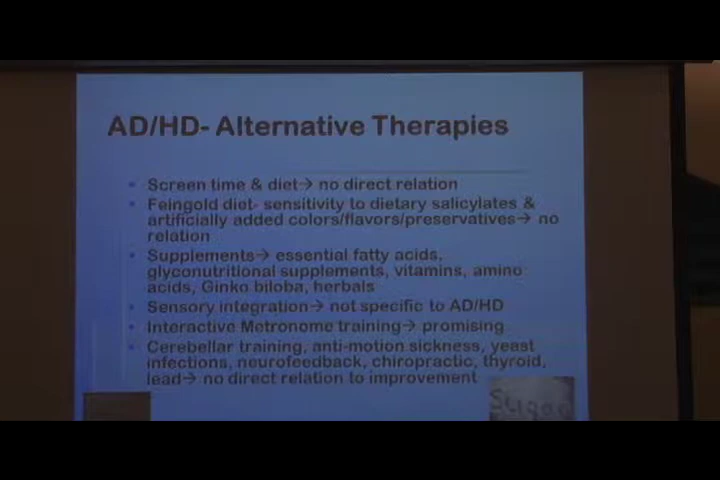 AD/HD- Alternative Therapies
Screen time & diet→ no direct relation
Feingold diet- sensitivity to dietary salicylates &
artificially added colors/flavors/preservatives→ no
relation
Supplements→ essential fatty acids,
glyconutritional supplements, vitamins, amino
acids, Ginko biloba, herbals
Sensory integration→ not specific to AD/HD
Interactive Metronome training→ promising
Cerebellar training, anti-motion sickness, yeast
infections, neurofeedback, chiropractic, thyroid,
lead→ no direct relation to improvement
Sugar